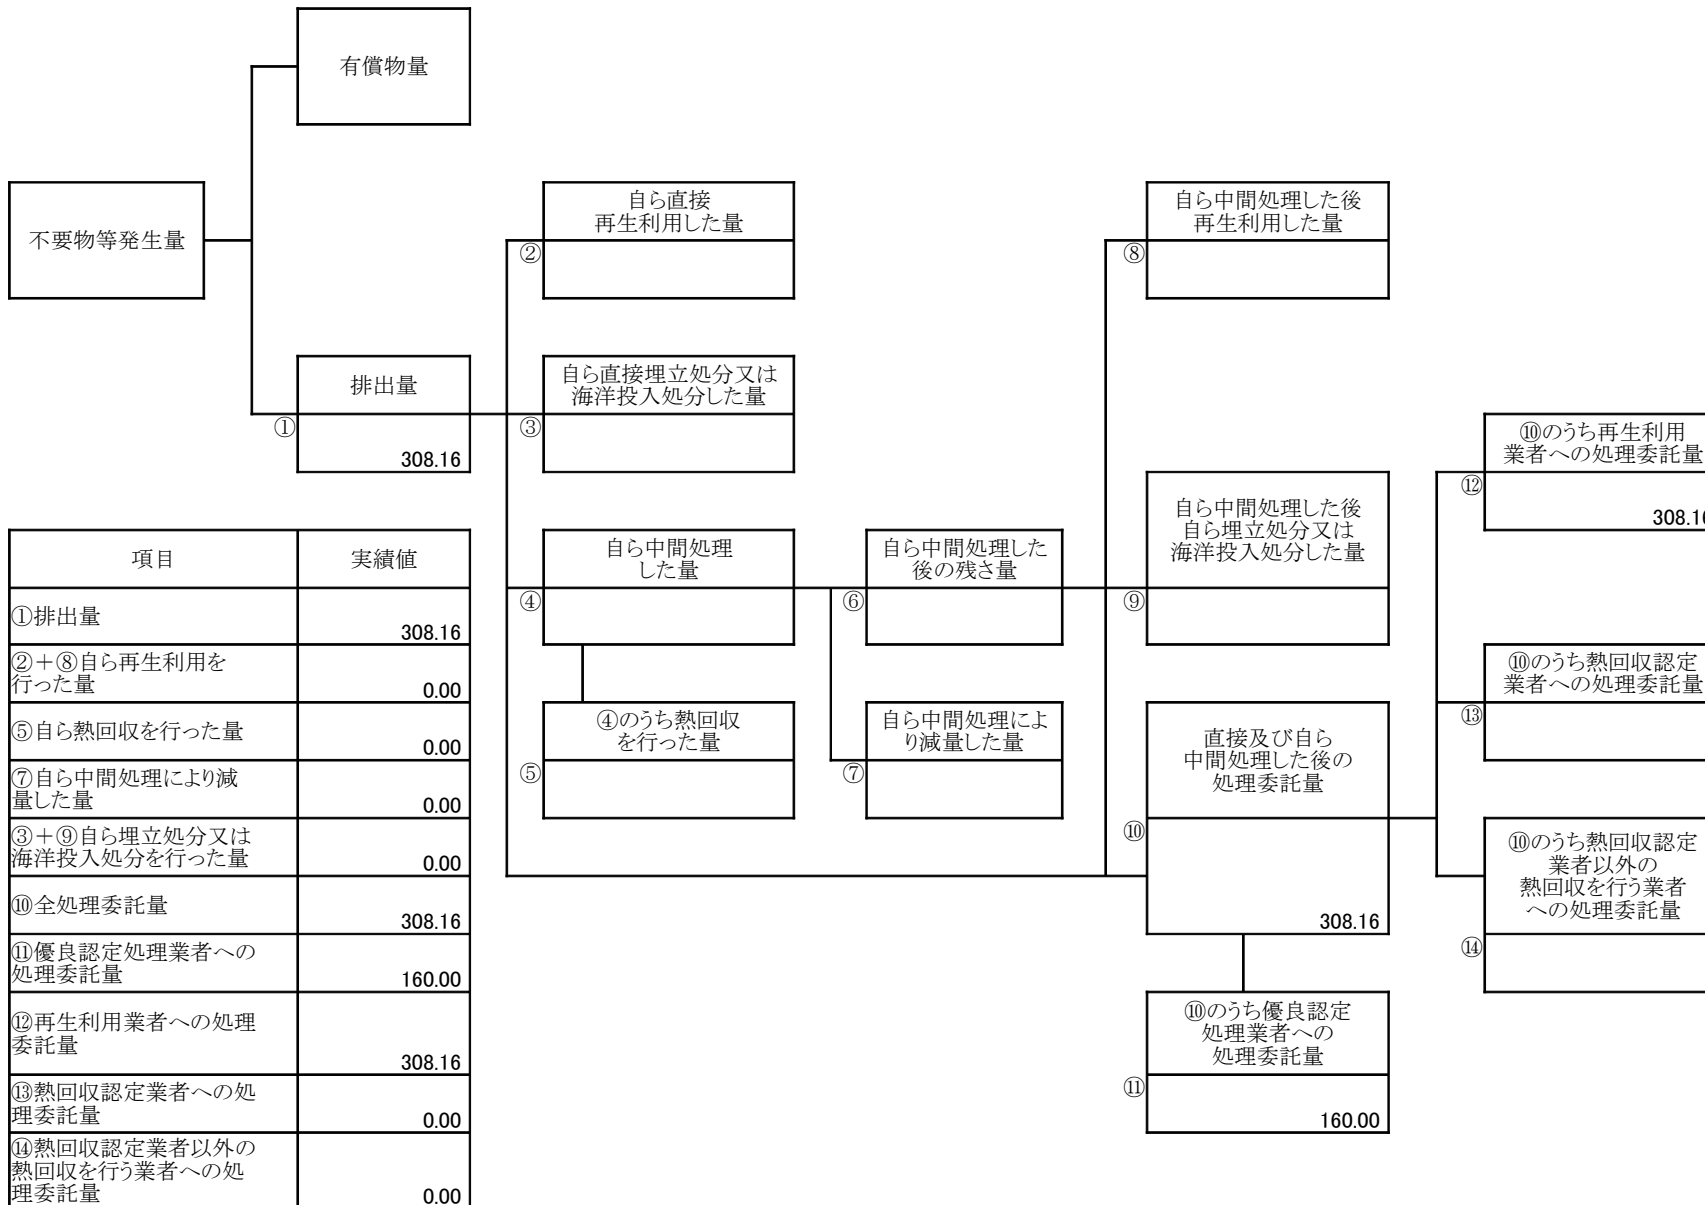 有償物量
不要物等発生量
自ら直接
再生利用した量
②
自ら中間処理した後
再生利用した量
⑧
排出量
①
308.16
自ら直接埋立処分又は
海洋投入処分した量
③
⑩のうち再生利用
業者への処理委託量
⑫
308.16
自ら中間処理
した量
④
自ら中間処理した
後の残さ量
⑥
自ら中間処理した後
自ら埋立処分又は
海洋投入処分した量
⑨
⑩のうち熱回収認定
業者への処理委託量
⑬
④のうち熱回収
を行った量
⑤
自ら中間処理によ
り減量した量
⑦
直接及び自ら
中間処理した後の
処理委託量
⑩
308.16
⑩のうち熱回収認定
業者以外の
熱回収を行う業者
への処理委託量
⑭
⑩のうち優良認定
処理業者への
処理委託量
⑪
160.00
項目 実績値
①排出量
308.16
②+⑧自ら再生利用を
行った量
0.00
⑤自ら熱回収を行った量
0.00
⑦自ら中間処理により減
量した量
0.00
③+⑨自ら埋立処分又は
海洋投入処分を行った量
0.00
⑩全処理委託量
308.16
⑪優良認定処理業者への
処理委託量
160.00
⑫再生利用業者への処理
委託量
308.16
⑬熱回収認定業者への処
理委託量
0.00
⑭熱回収認定業者以外の
熱回収を行う業者への処
理委託量
0.00